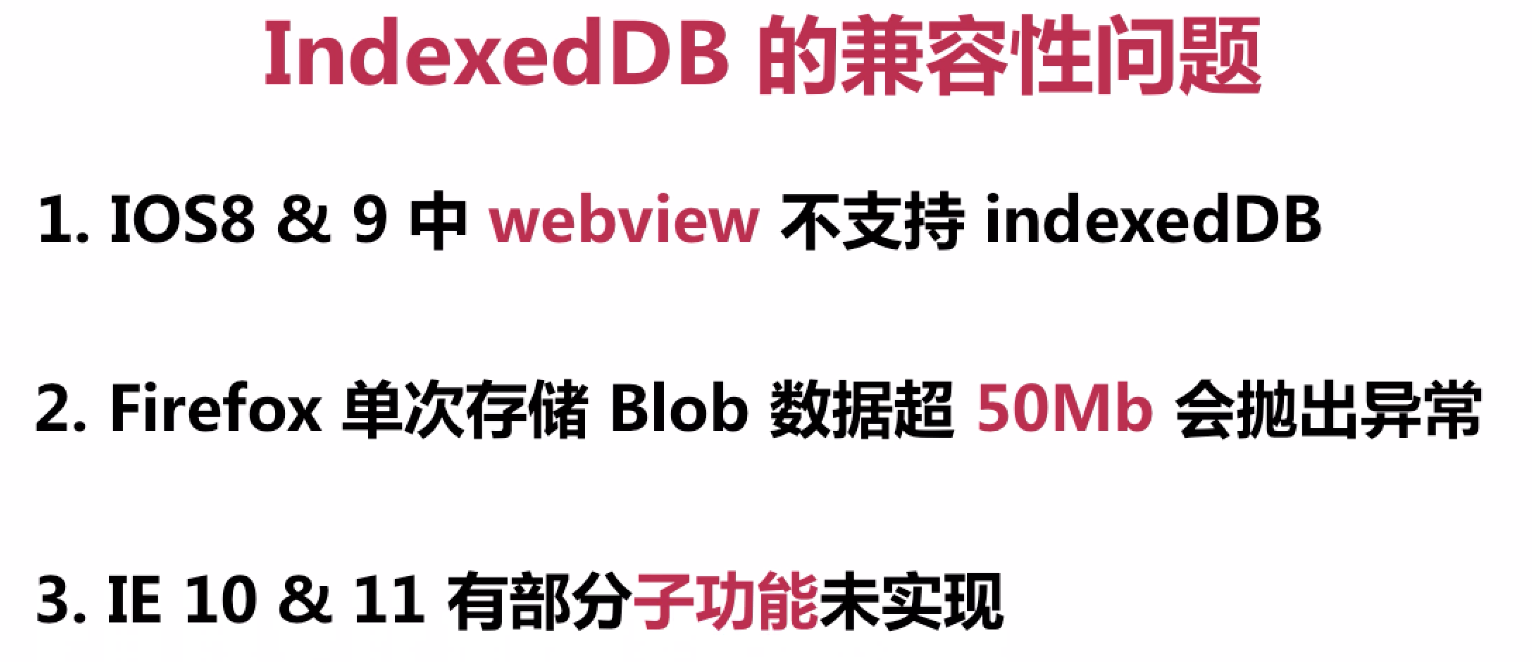 IndexedDB 的兼容性问题
1. IOS8 & 9 中 webview 不支持 indexedDB
2. Firefox 单次存储 Blob 数据超 50Mb 会抛出异常
3. IE 10 & 11 有部分子功能未实现